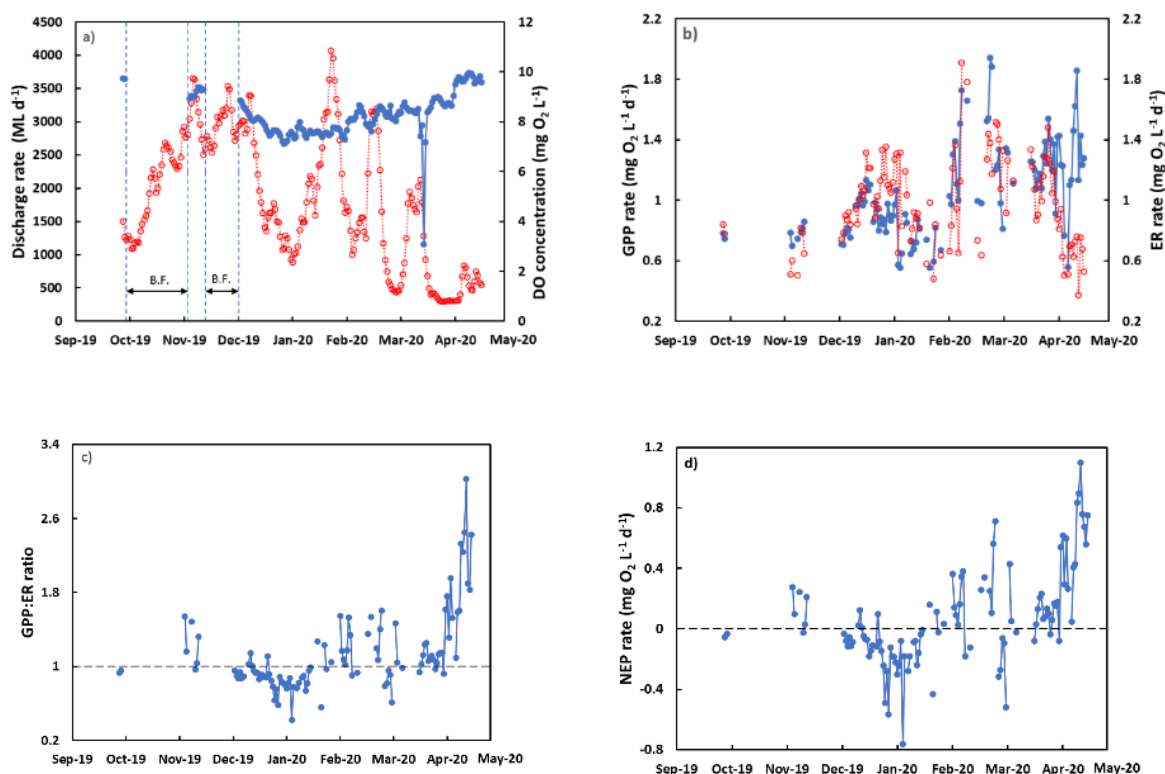 a)
Discharge rate (ML d⁻¹)
4500
4000
3500
3000
2500
2000
1500
1000
500
0
B.F.
B.F.
12
10
8
6
4
2
0
DO concentration (mg O₂ L⁻¹)
Sep-19 Oct-19 Nov-19 Dec-19 Jan-20 Feb-20 Mar-20 Apr-20 May-20
b)
GPP rate (mg O₂ L⁻¹ d⁻¹)
2.2
1.8
1.4
1.0
0.6
0.2
2.2
1.8
1.4
1.0
0.6
0.2
ER rate (mg O₂ L⁻¹ d⁻¹)
Sep-19 Oct-19 Nov-19 Dec-19 Jan-20 Feb-20 Mar-20 Apr-20 May-20
c)
GPP:ER ratio
3.4
2.6
1.8
1
0.2
Sep-19 Oct-19 Nov-19 Dec-19 Jan-20 Feb-20 Mar-20 Apr-20 May-20
d)
NEP rate (mg O₂ L⁻¹ d⁻¹)
1.2
0.8
0.4
0
-0.4
-0.8
Sep-19 Oct-19 Nov-19 Dec-19 Jan-20 Feb-20 Mar-20 Apr-20 May-20